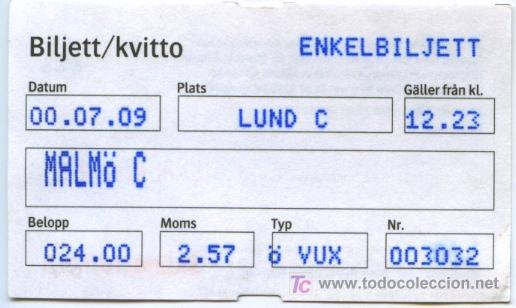 Biljett/kvitto ENKELBILJETT
Datum Plats Gäller från kl.
00.07.09 LUND C 12.23
MALMö C
Belopp Moms Typ Nr.
024.00 2.57 ö VUX 003032
TC www.todocoleccion.net